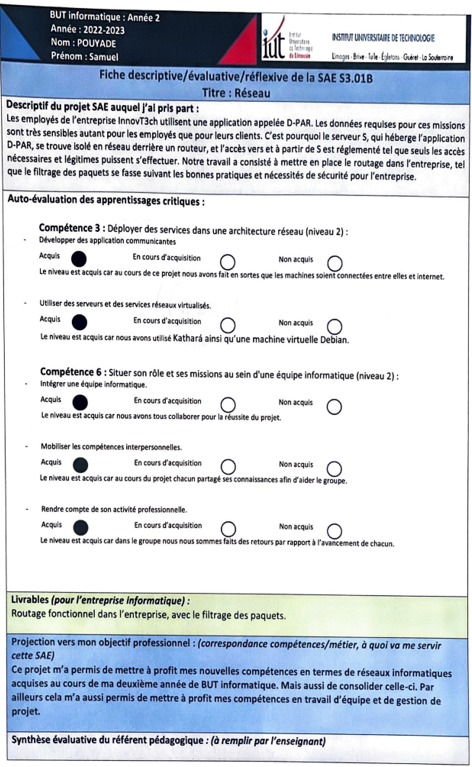 BUT informatique : Année 2
Année : 2022-2023
Nom : POUYADE
Prénom : Samuel
iut
Institut
Universitaire
de Technologie
du Limousin
INSTITUT UNIVERSITAIRE DE TECHNOLOGIE
Limoges · Brive · Tulle · Égletons · Guéret · La Souterraine
Fiche descriptive/évaluative/réflexive de la SAE S3.01B
Titre : Réseau
Descriptif du projet SAE auquel j'ai pris part :
Les employés de l'entreprise InnovT3ch utilisent une application appelée D-PAR. Les données requises pour ces missions
sont très sensibles autant pour les employés que pour leurs clients. C'est pourquoi le serveur S, qui héberge l'application
D-PAR, se trouve isolé en réseau derrière un routeur, et l'accès vers et à partir de S est réglementé tel que seuls les accès
nécessaires et légitimes puissent s'effectuer. Notre travail a consisté à mettre en place le routage dans l'entreprise, tel
que le filtrage des paquets se fasse suivant les bonnes pratiques et nécessités de sécurité pour l'entreprise.
Auto-évaluation des apprentissages critiques :
Compétence 3 : Déployer des services dans une architecture réseau (niveau 2) :
- Développer des application communicantes
Acquis En cours d'acquisition Non acquis
Le niveau est acquis car au cours de ce projet nous avons fait en sortes que les machines soient connectées entre elles et internet.
- Utiliser des serveurs et des services réseaux virtualisés.
Acquis En cours d'acquisition Non acquis
Le niveau est acquis car nous avons utilisé Kathará ainsi qu'une machine virtuelle Debian.
Compétence 6 : Situer son rôle et ses missions au sein d'une équipe informatique (niveau 2) :
- Intégrer une équipe informatique.
Acquis En cours d'acquisition Non acquis
Le niveau est acquis car nous avons tous collaborer pour la réussite du projet.
- Mobiliser les compétences interpersonnelles.
Acquis En cours d'acquisition Non acquis
Le niveau est acquis car au cours du projet chacun partagé ses connaissances afin d'aider le groupe.
- Rendre compte de son activité professionnelle.
Acquis En cours d'acquisition Non acquis
Le niveau est acquis car dans le groupe nous nous sommes faits des retours par rapport à l'avancement de chacun.
Livrables (pour l'entreprise informatique) :
Routage fonctionnel dans l'entreprise, avec le filtrage des paquets.
Projection vers mon objectif professionnel : (correspondance compétences/métier, à quoi va me servir
cette SAE)
Ce projet m'a permis de mettre à profit mes nouvelles compétences en termes de réseaux informatiques
acquises au cours de ma deuxième année de BUT informatique. Mais aussi de consolider celle-ci. Par
ailleurs cela m'a aussi permis de mettre à profit mes compétences en travail d'équipe et de gestion de
projet.
Synthèse évaluative du référent pédagogique : (à remplir par l'enseignant)